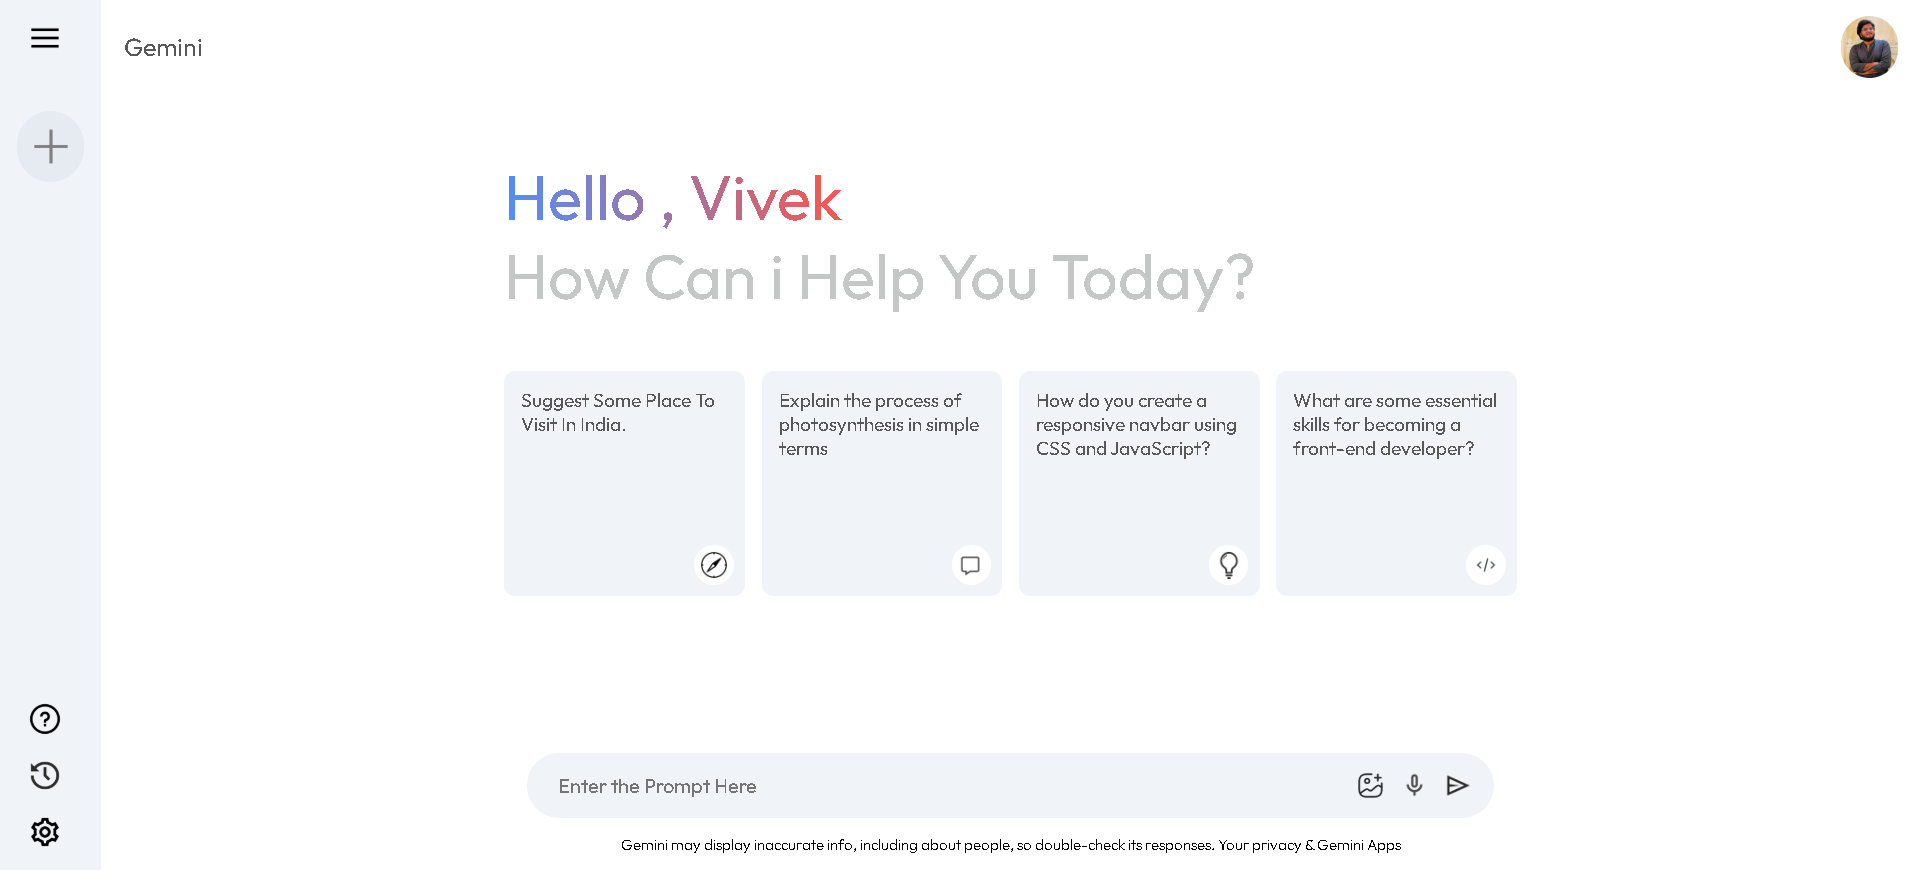 Gemini
Hello , Vivek
How Can i Help You Today?
Suggest Some Place To
Visit In India.
Explain the process of
photosynthesis in simple
terms
How do you create a
responsive navbar using
CSS and JavaScript?
What are some essential
skills for becoming a
front-end developer?
Enter the Prompt Here
Gemini may display inaccurate info, including about people, so double-check its responses. Your privacy & Gemini Apps